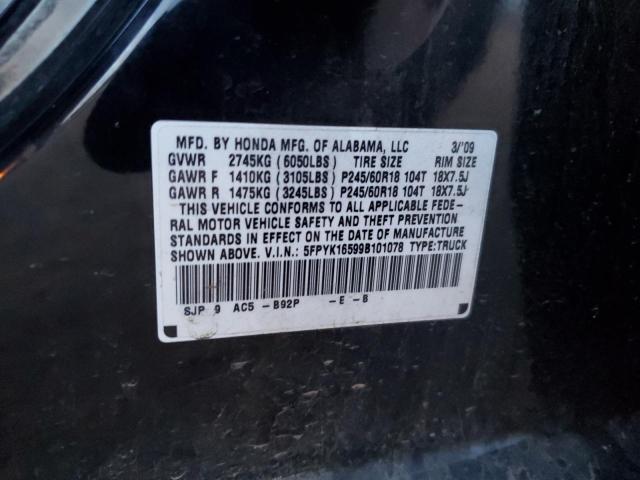 MFD. BY HONDA MFG. OF ALABAMA, LLC 3/'09
GVWR 2745KG (6050LBS) TIRE SIZE RIM SIZE
GAWR F 1410KG (3105LBS) P245/60R18 104T 18X7.5J
GAWR R 1475KG (3245LBS) P245/60R18 104T 18X7.5J
THIS VEHICLE CONFORMS TO ALL APPLICABLE FEDE-
RAL MOTOR VEHICLE SAFETY AND THEFT PREVENTION
STANDARDS IN EFFECT ON THE DATE OF MANUFACTURE
SHOWN ABOVE. V.I.N.: 5FPYK16599B101078 TYPE:TRUCK
SJP 9 AC5 -B92P -E -B